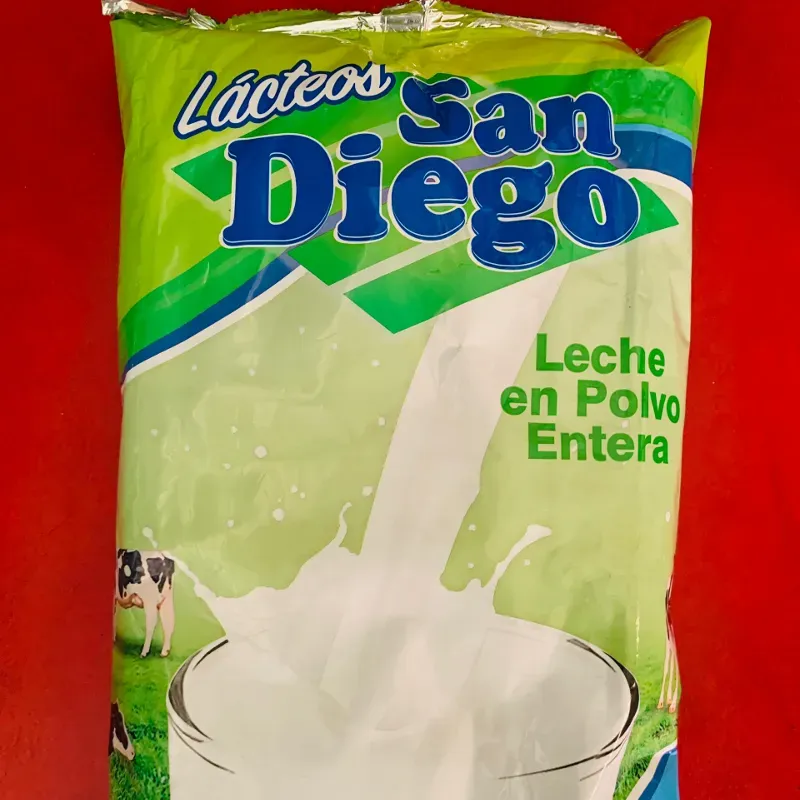 Lácteos
San
Diego
Leche
en Polvo
Entera